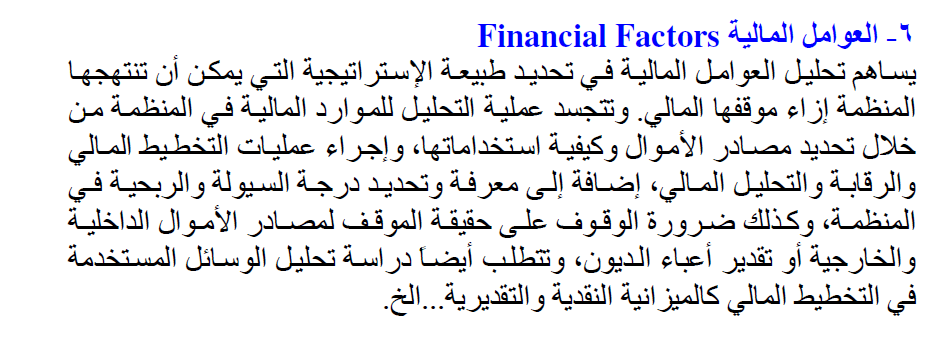 ٦- العوامل المالية Financial Factors
يساهم تحليل العوامل المالية في تحديد طبيعة الإستراتيجية التي يمكن أن تنتهجها
المنظمة إزاء موقفها المالي. وتتجسد عملية التحليل للموارد المالية في المنظمة من
خلال تحديد مصادر الأموال وكيفية استخداماتها، وإجراء عمليات التخطيط المالي
والرقابة والتحليل المالي، إضافة إلى معرفة وتحديد درجة السيولة والربحية في
المنظمة، وكذلك ضرورة الوقوف على حقيقة الموقف لمصادر الأموال الداخلية
والخارجية أو تقدير أعباء الديون، وتتطلب أيضاً دراسة تحليل الوسائل المستخدمة
في التخطيط المالي كالميزانية النقدية والتقديرية...الخ.